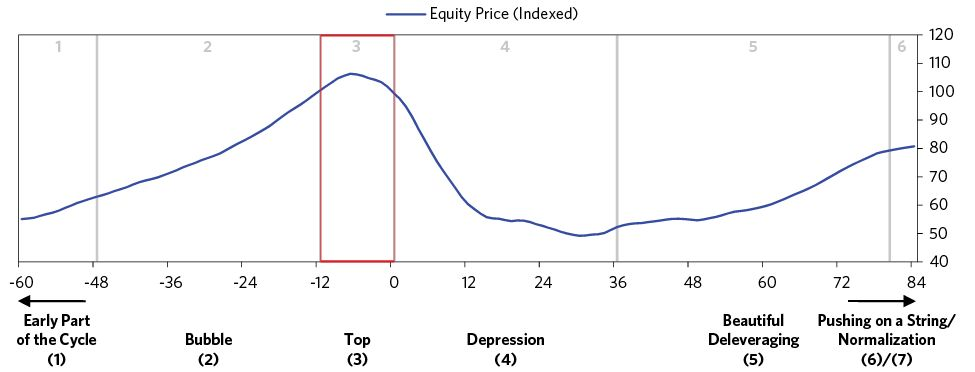 Equity Price (Indexed)
1 2 3 4 5 6
120
110
100
90
80
70
60
50
40
-60 -48 -36 -24 -12 0 12 24 36 48 60 72 84
Early Part
of the Cycle
(1)
Bubble
(2)
Top
(3)
Depression
(4)
Beautiful
Deleveraging
(5)
Pushing on a String/
Normalization
(6)/(7)